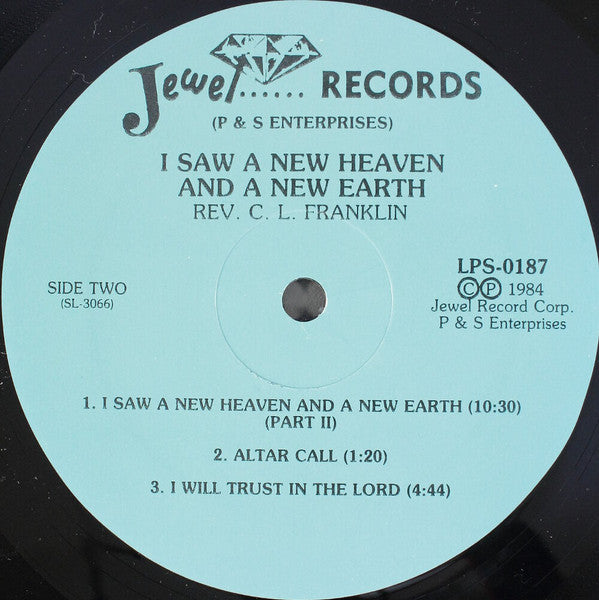 Jewel...... RECORDS
(P & S ENTERPRISES)
I SAW A NEW HEAVEN
AND A NEW EARTH
REV. C. L. FRANKLIN
SIDE TWO
(SL-3066)
LPS-0187
Ⓒ Ⓟ 1984
Jewel Record Corp.
P & S Enterprises
1. I SAW A NEW HEAVEN AND A NEW EARTH (10:30)
(PART II)
2. ALTAR CALL (1:20)
3. I WILL TRUST IN THE LORD (4:44)